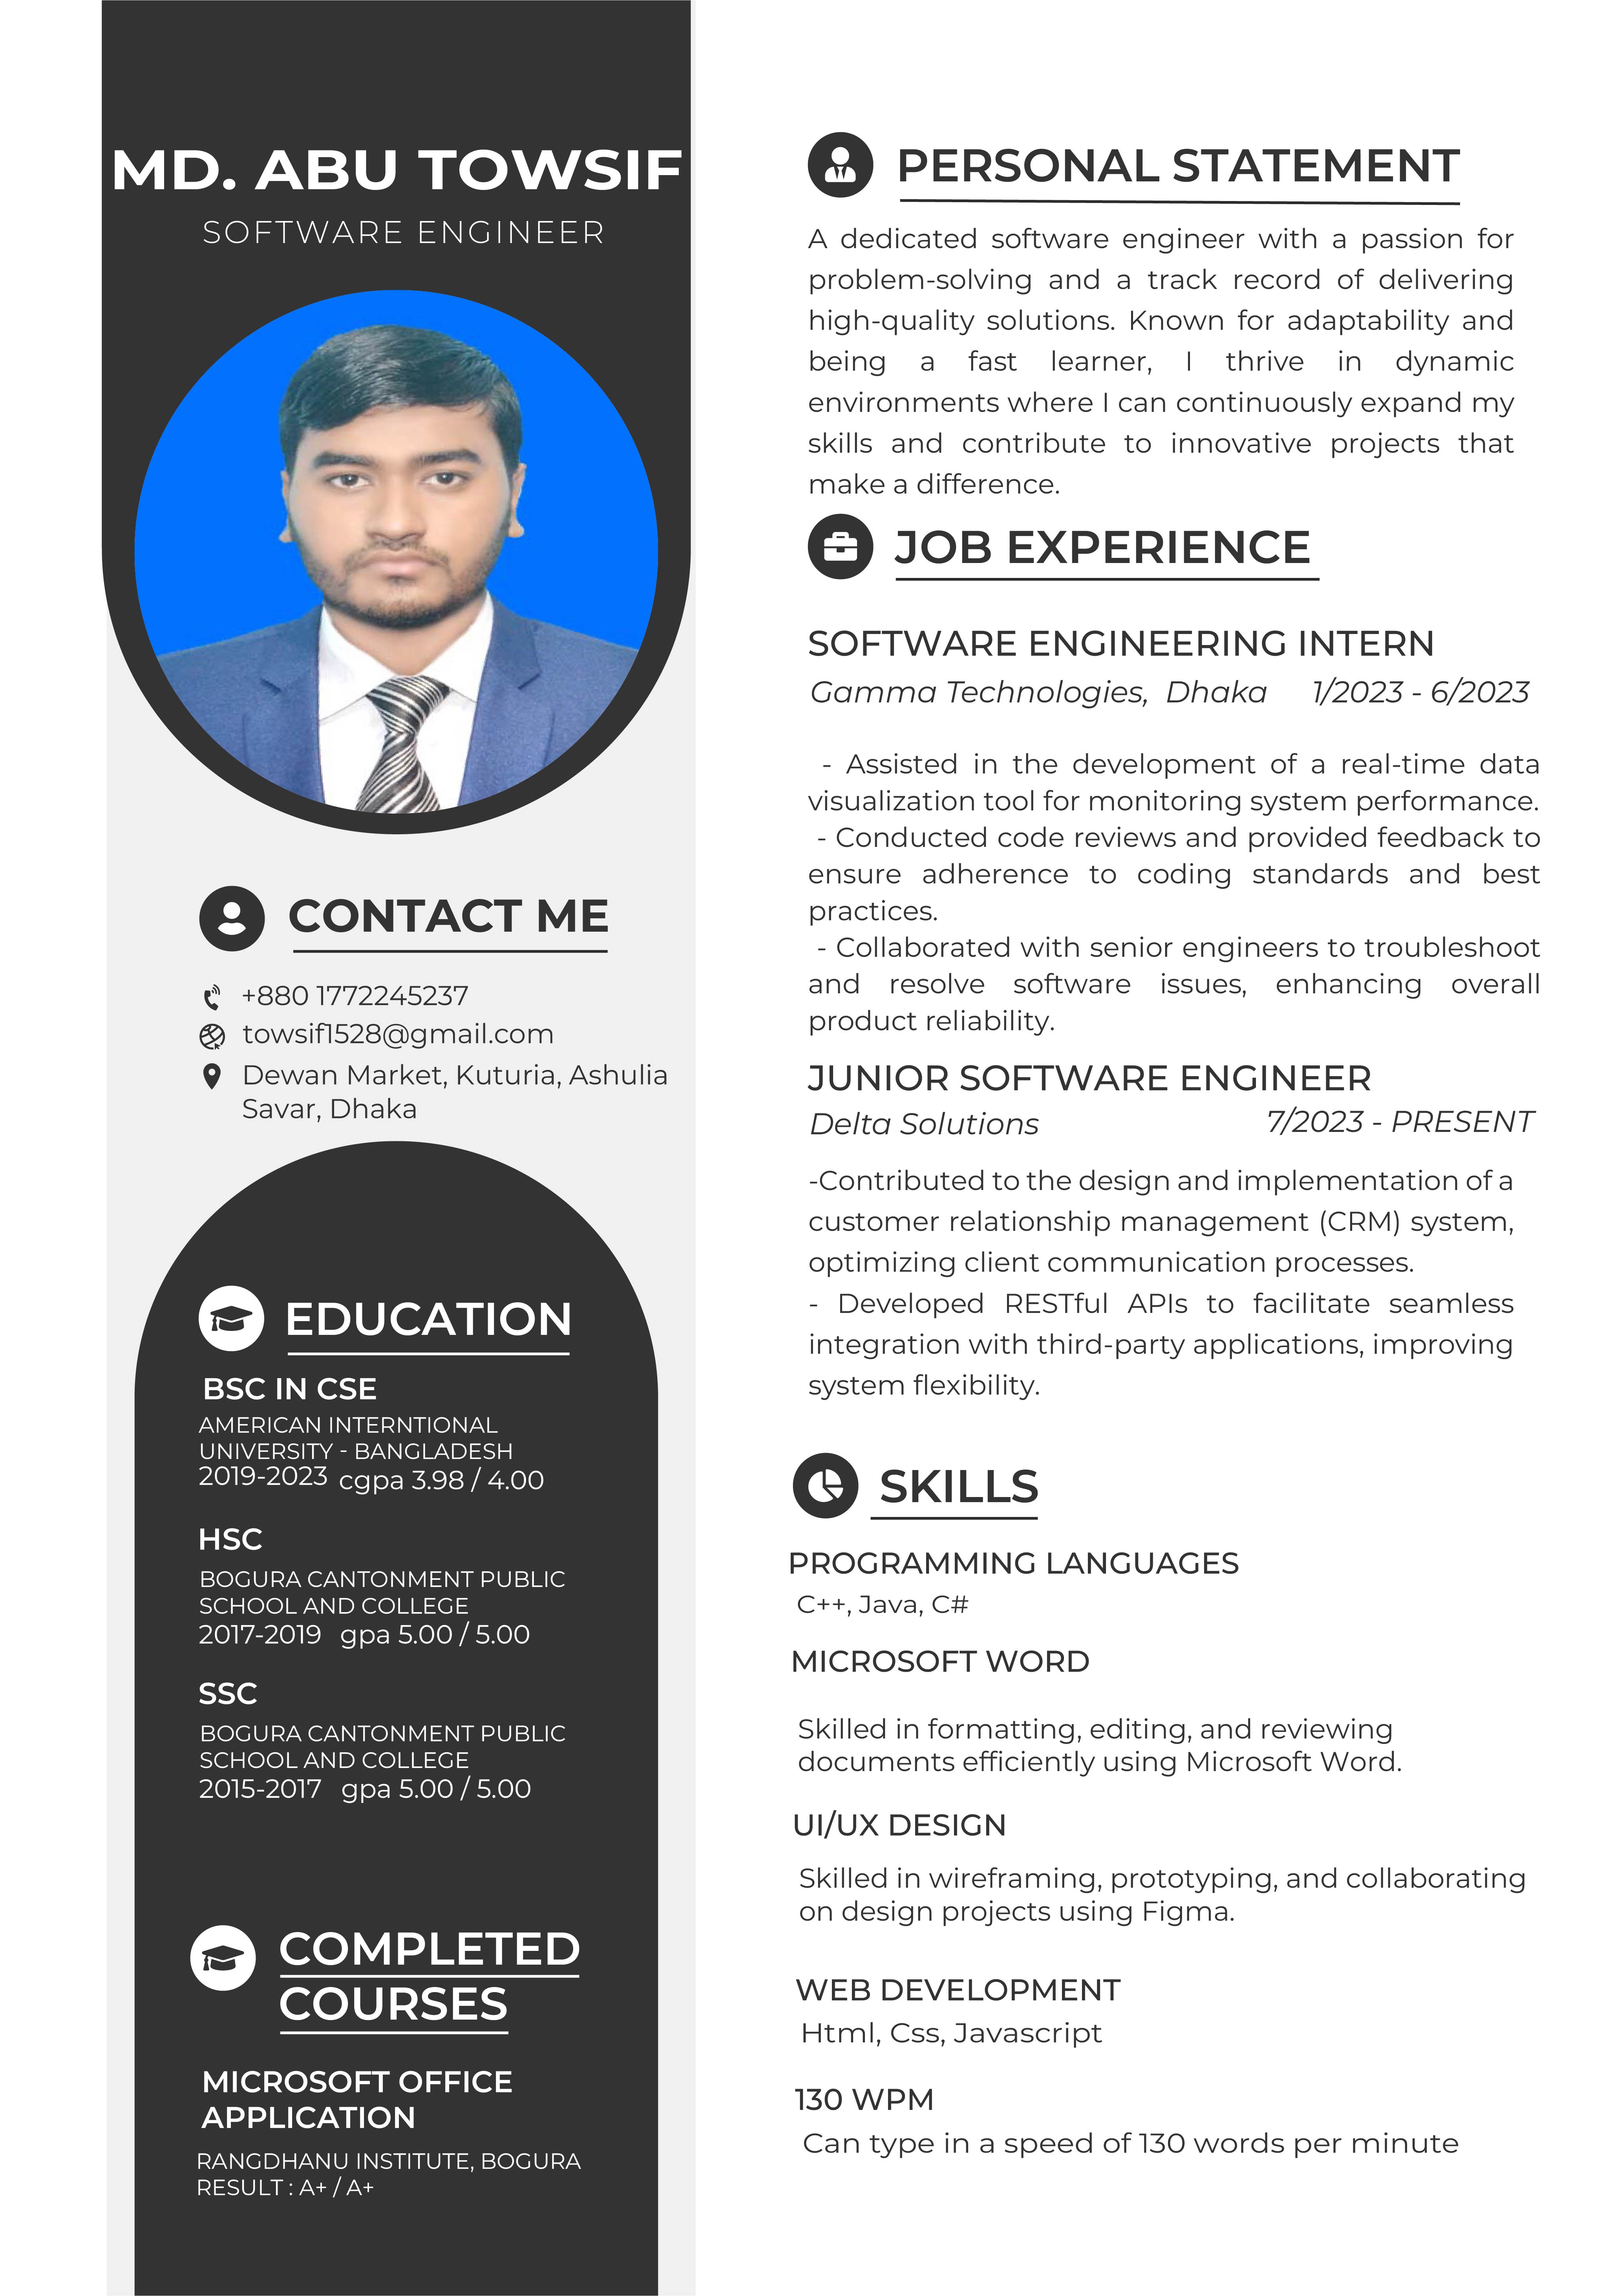 MD. ABU TOWSIF
SOFTWARE ENGINEER
CONTACT ME
+880 1772245237
towsif1528@gmail.com
Dewan Market, Kuturia, Ashulia
Savar, Dhaka
EDUCATION
BSC IN CSE
AMERICAN INTERNTIONAL
UNIVERSITY - BANGLADESH
2019-2023 cgpa 3.98 / 4.00
HSC
BOGURA CANTONMENT PUBLIC
SCHOOL AND COLLEGE
2017-2019 gpa 5.00 / 5.00
SSC
BOGURA CANTONMENT PUBLIC
SCHOOL AND COLLEGE
2015-2017 gpa 5.00 / 5.00
COMPLETED
COURSES
MICROSOFT OFFICE
APPLICATION
RANGDHANU INSTITUTE, BOGURA
RESULT : A+ / A+
PERSONAL STATEMENT
A dedicated software engineer with a passion for
problem-solving and a track record of delivering
high-quality solutions. Known for adaptability and
being a fast learner, I thrive in dynamic
environments where I can continuously expand my
skills and contribute to innovative projects that
make a difference.
JOB EXPERIENCE
SOFTWARE ENGINEERING INTERN
Gamma Technologies, Dhaka 1/2023 - 6/2023
- Assisted in the development of a real-time data
visualization tool for monitoring system performance.
- Conducted code reviews and provided feedback to
ensure adherence to coding standards and best
practices.
- Collaborated with senior engineers to troubleshoot
and resolve software issues, enhancing overall
product reliability.
JUNIOR SOFTWARE ENGINEER
Delta Solutions 7/2023 - PRESENT
-Contributed to the design and implementation of a
customer relationship management (CRM) system,
optimizing client communication processes.
- Developed RESTful APIs to facilitate seamless
integration with third-party applications, improving
system flexibility.
SKILLS
PROGRAMMING LANGUAGES
C++, Java, C#
MICROSOFT WORD
Skilled in formatting, editing, and reviewing
documents efficiently using Microsoft Word.
UI/UX DESIGN
Skilled in wireframing, prototyping, and collaborating
on design projects using Figma.
WEB DEVELOPMENT
Html, Css, Javascript
130 WPM
Can type in a speed of 130 words per minute